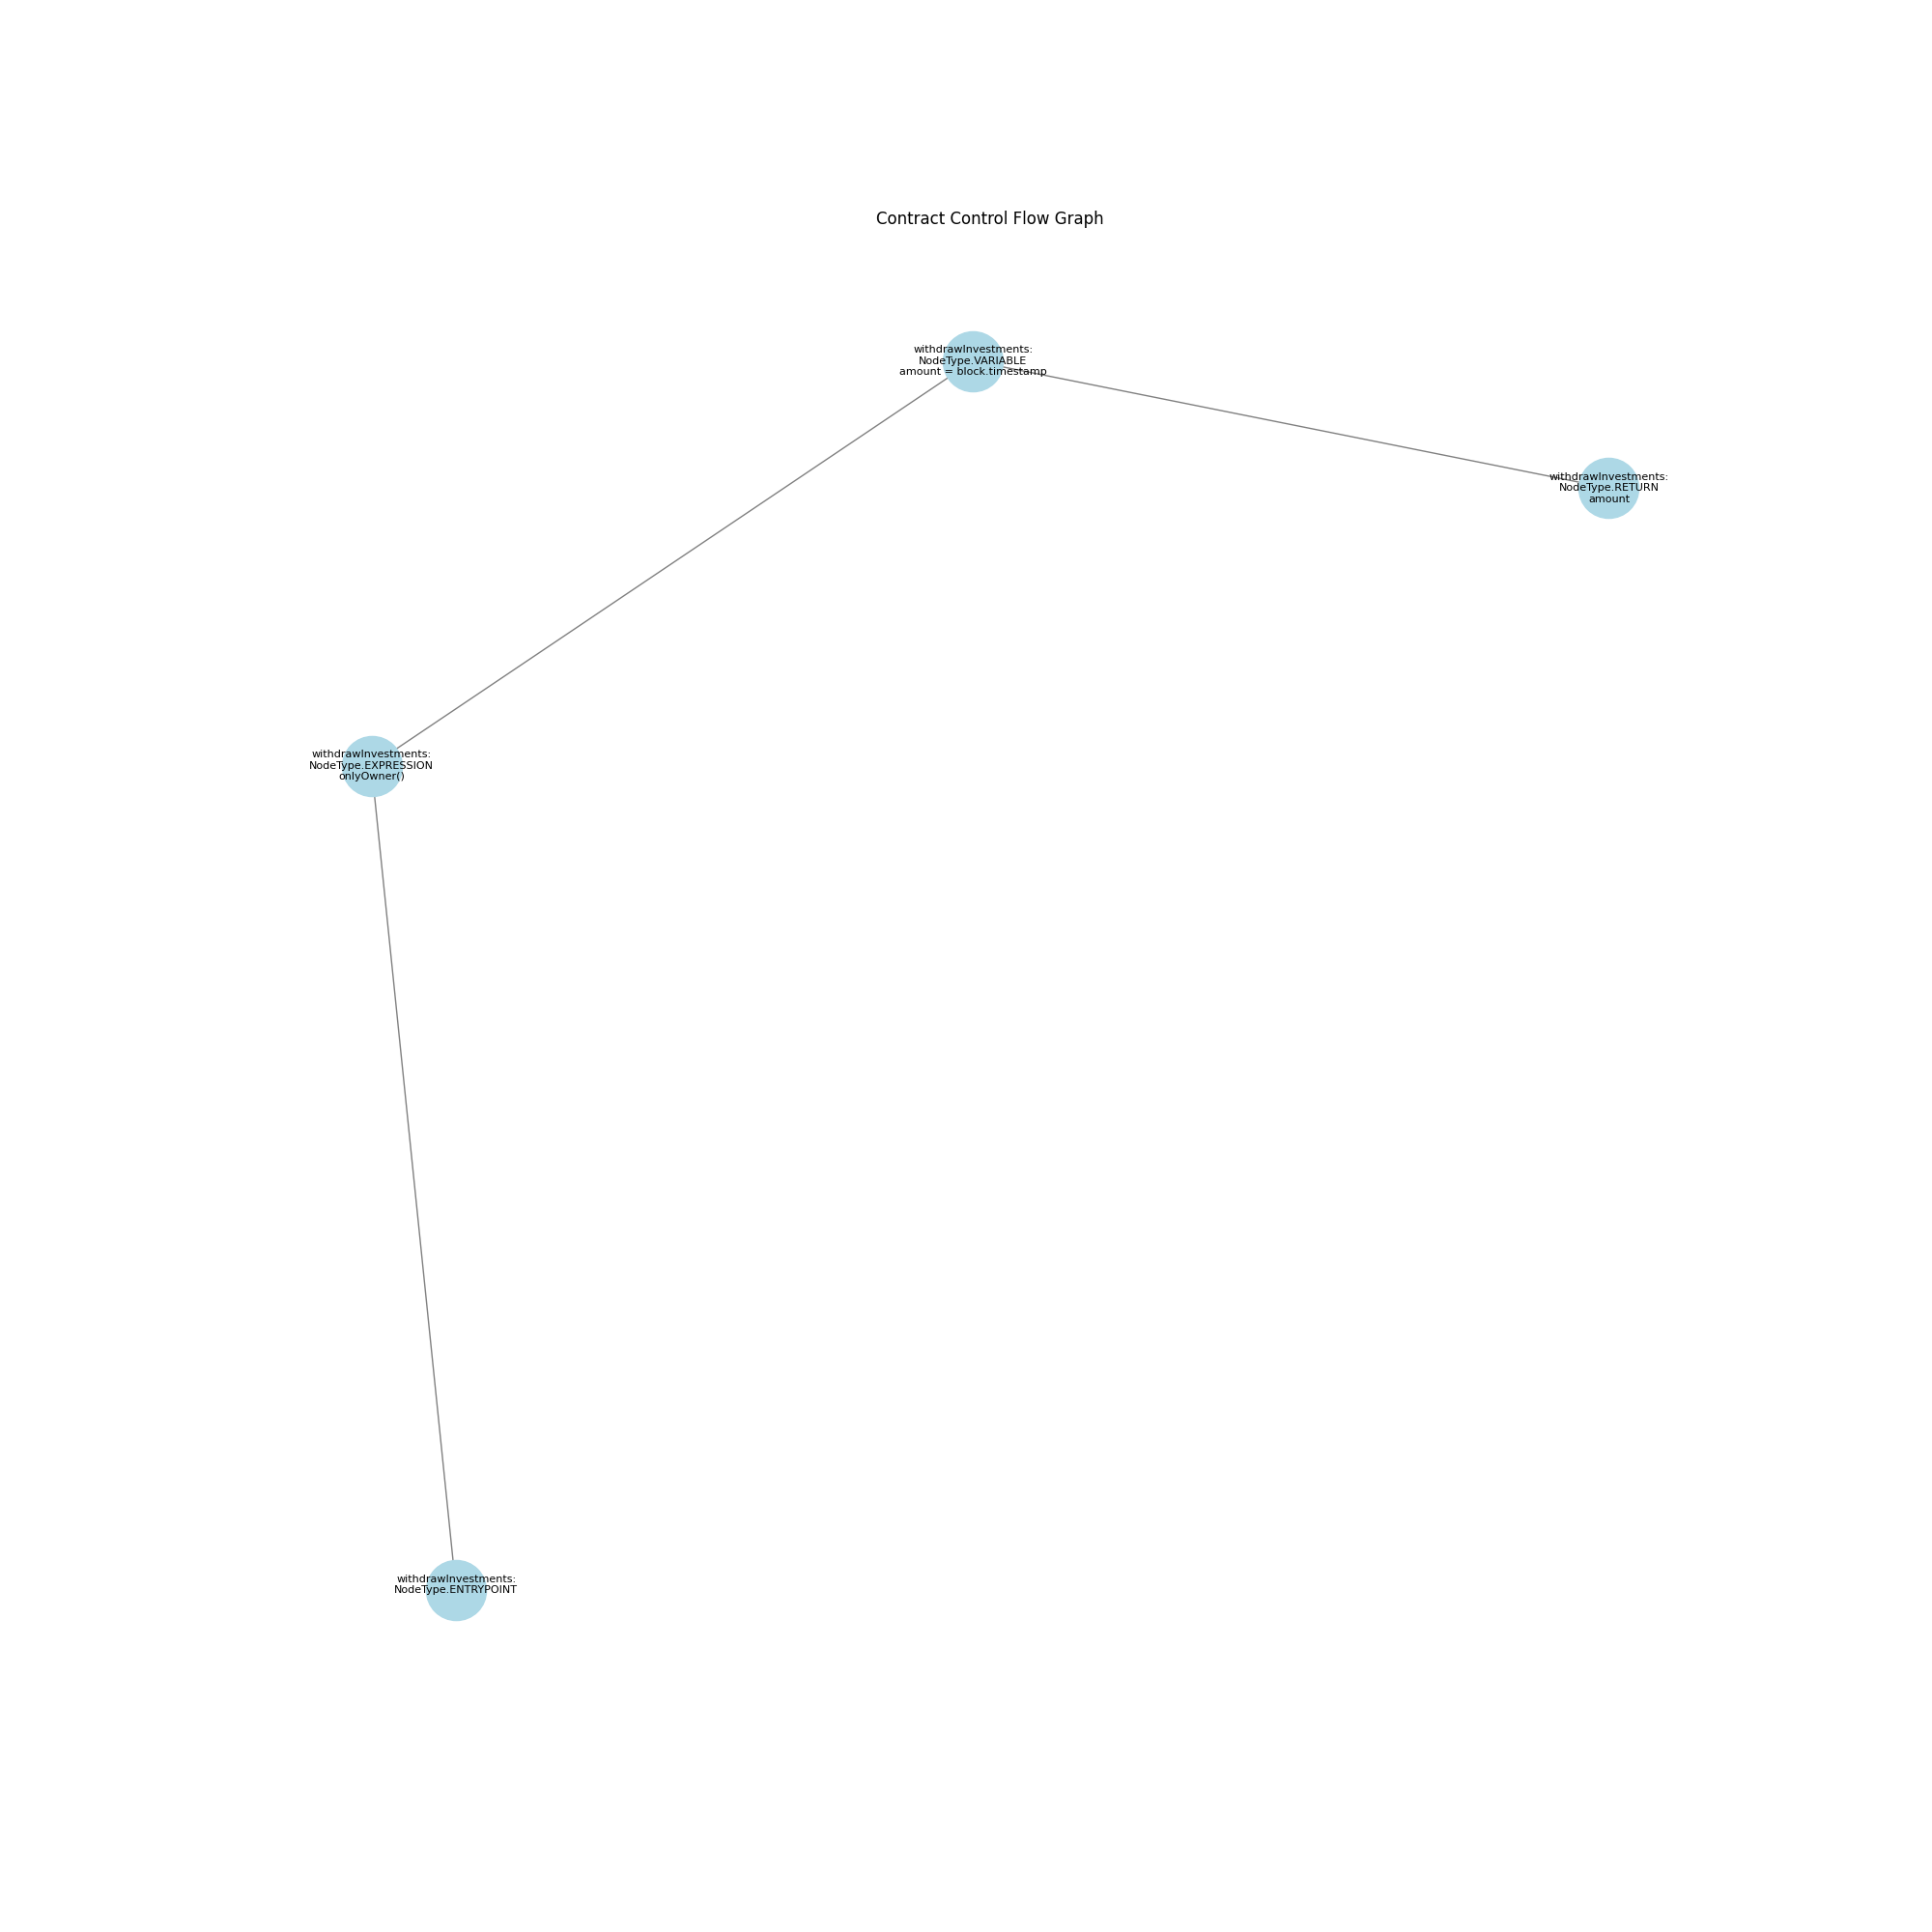 Contract Control Flow Graph
withdrawInvestments:
NodeType.VARIABLE
amount = block.timestamp
withdrawInvestments:
NodeType.RETURN
amount
withdrawInvestments:
NodeType.EXPRESSION
onlyOwner()
withdrawInvestments:
NodeType.ENTRYPOINT